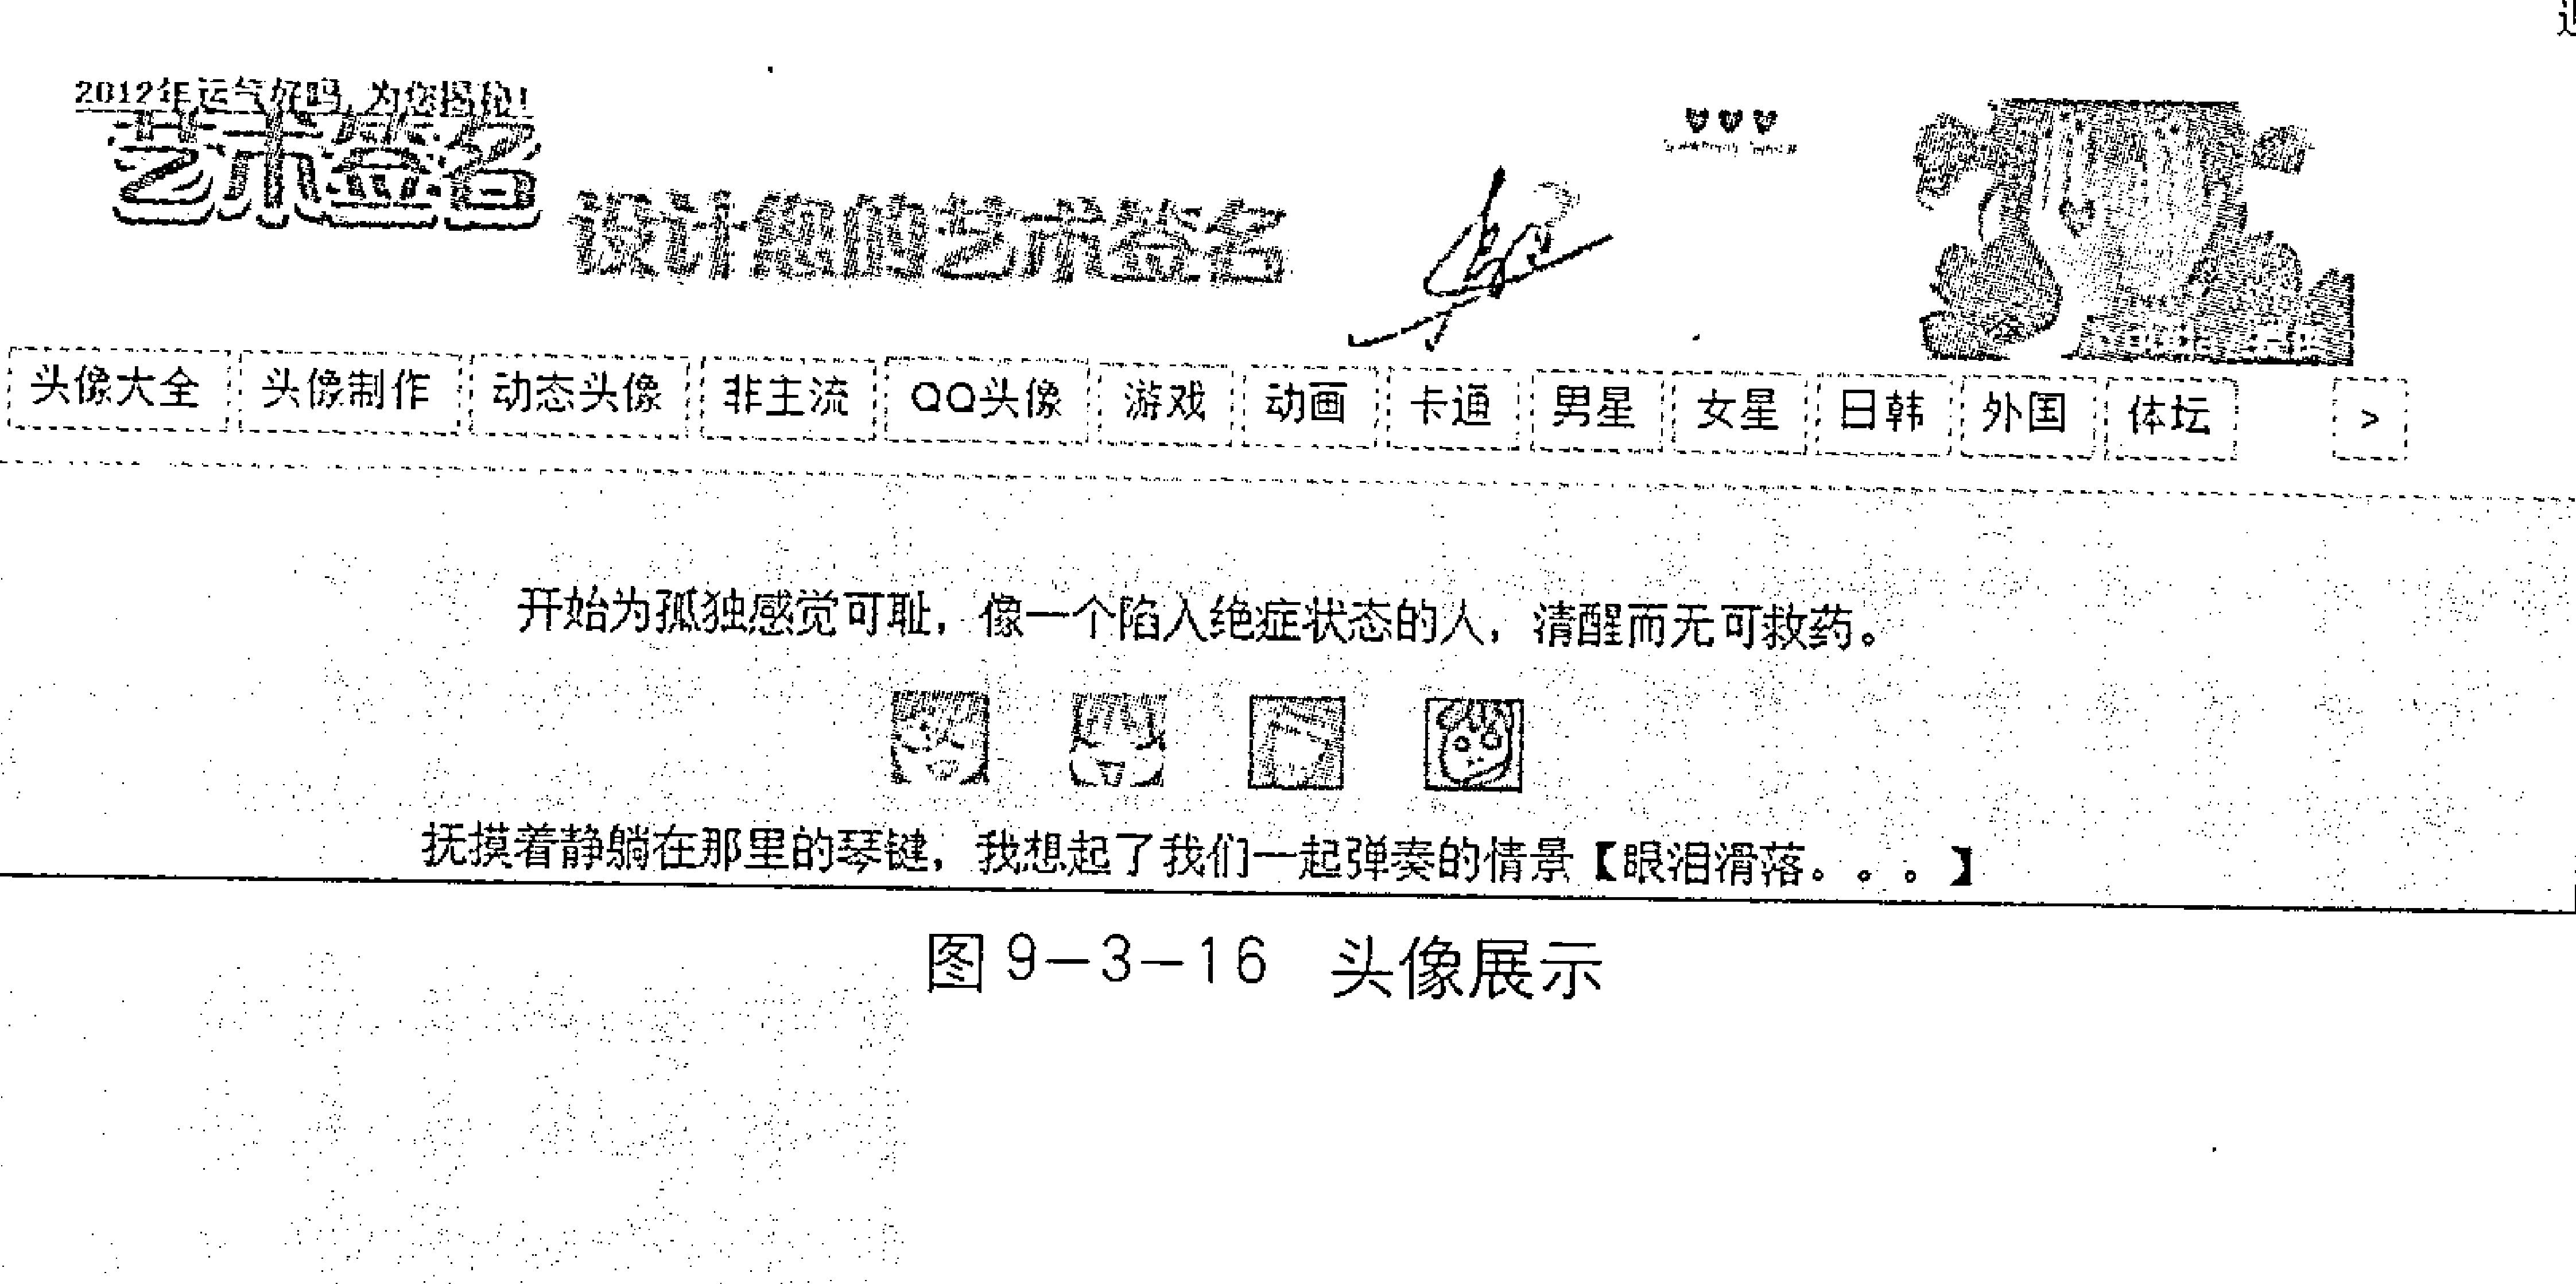 2012年运气好吗
艺术签名
设计您的艺术签名
头像大全 头像制作 动态头像 非主流 QQ头像 游戏 动画 卡通 男星 女星 日韩 外国 体坛 >
开始为孤独感觉可耻，像一个陷入绝症状态的人，清醒而无可救药。
抚摸着静躺在那里的琴键，我想起了我们一起弹奏的情景【眼泪滑落。。。】
图9-3-16 头像展示